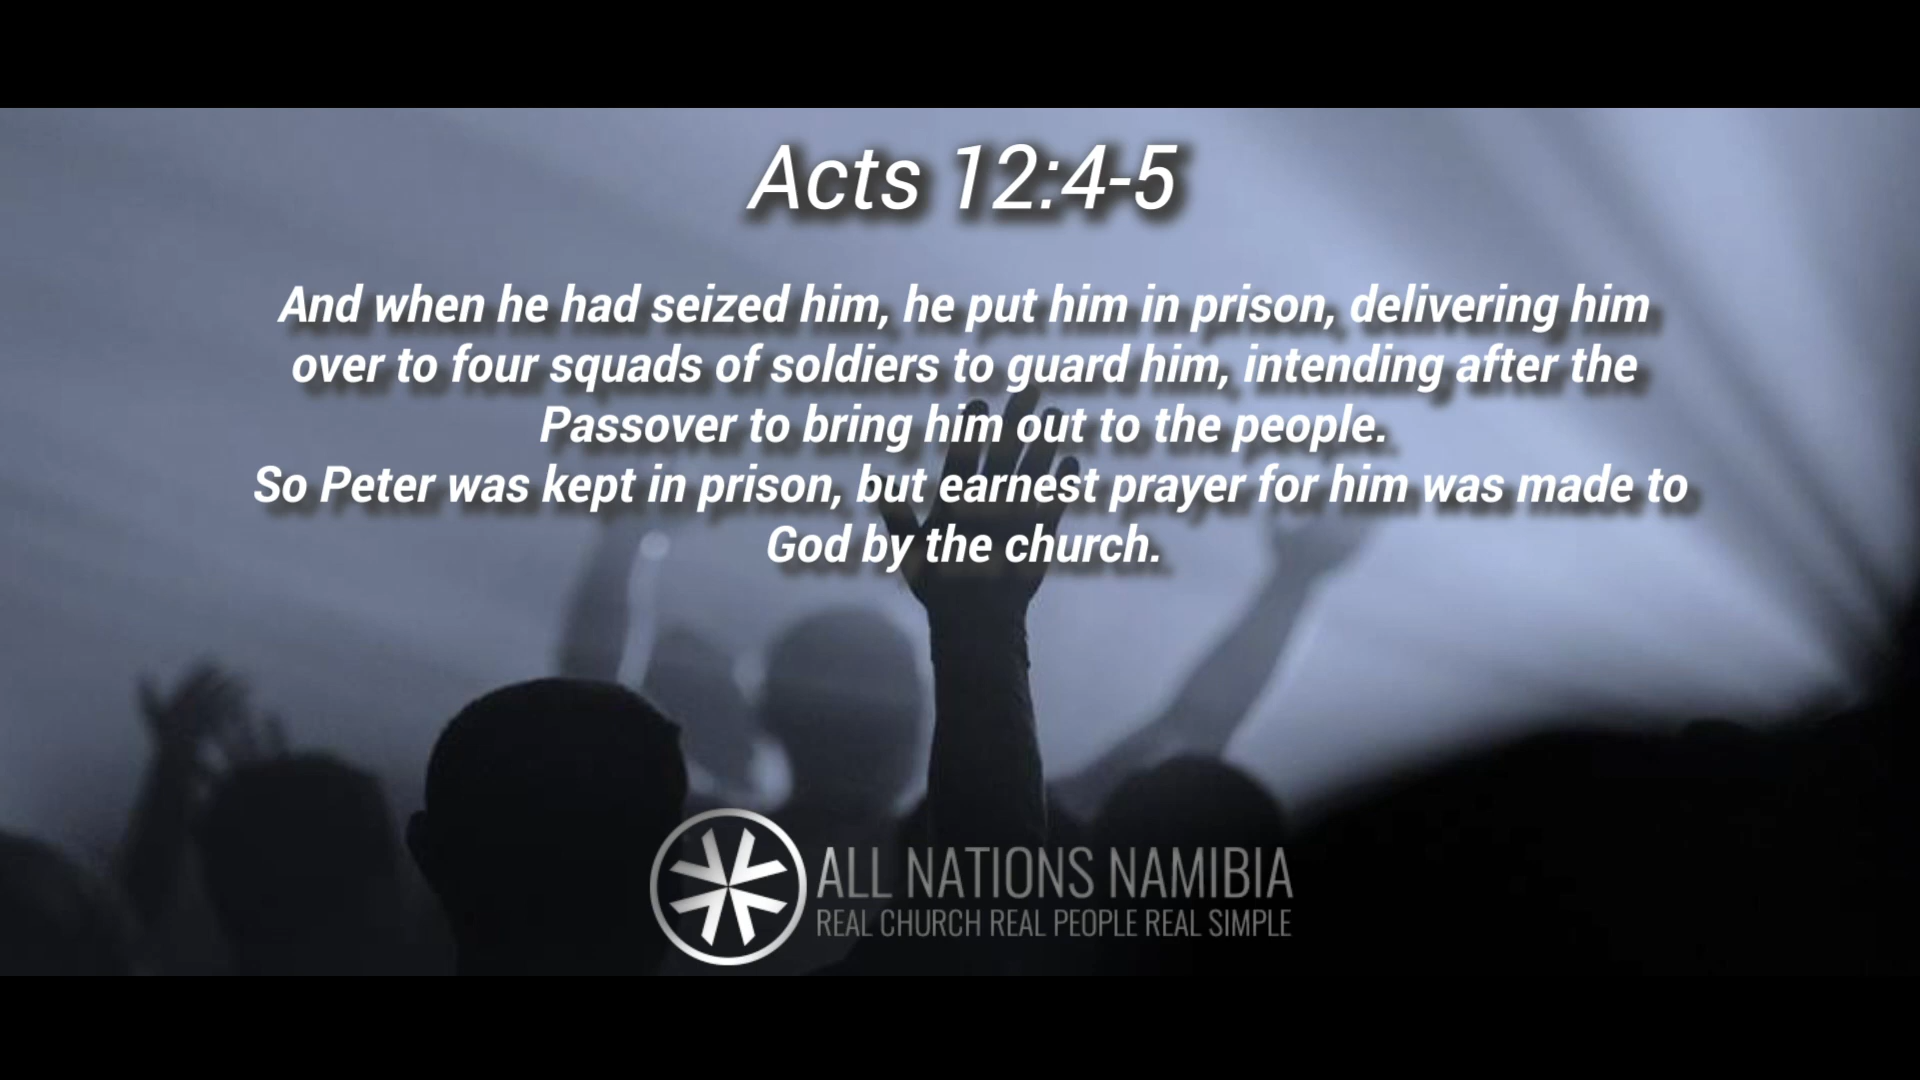 Acts 12:4-5
And when he had seized him, he put him in prison, delivering him
over to four squads of soldiers to guard him, intending after the
Passover to bring him out to the people.
So Peter was kept in prison, but earnest prayer for him was made to
God by the church.
ALL NATIONS NAMIBIA
REAL CHURCH REAL PEOPLE REAL SIMPLE